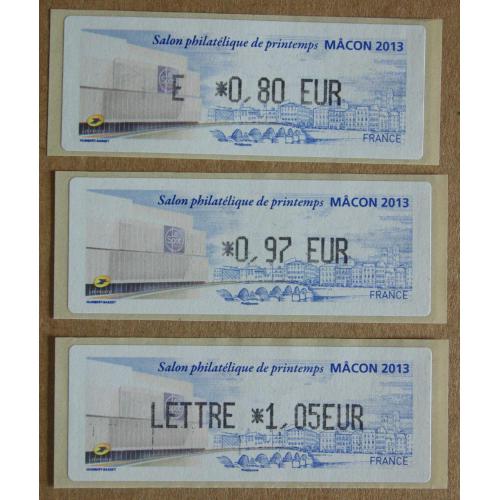 Salon philatélique de printemps MÂCON 2013
E *0,80 EUR
FRANCE
Salon philatélique de printemps MÂCON 2013
*0,97 EUR
FRANCE
Salon philatélique de printemps MÂCON 2013
LETTRE *1,05EUR
FRANCE